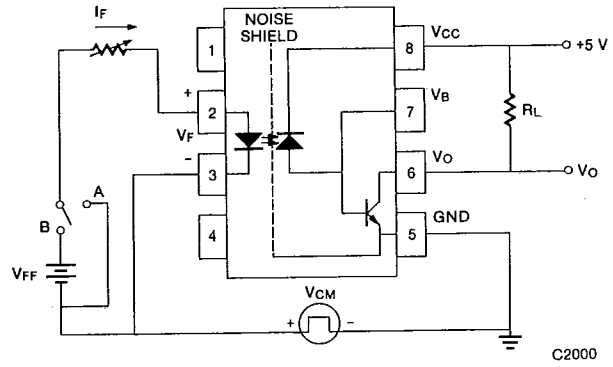 IF
NOISE
SHIELD
1
8
VCC
+5 V
+
2
7
VB
RL
VF
-
3
6
VO
VO
A
B
4
5
GND
VFF
VCM
+
-
C2000